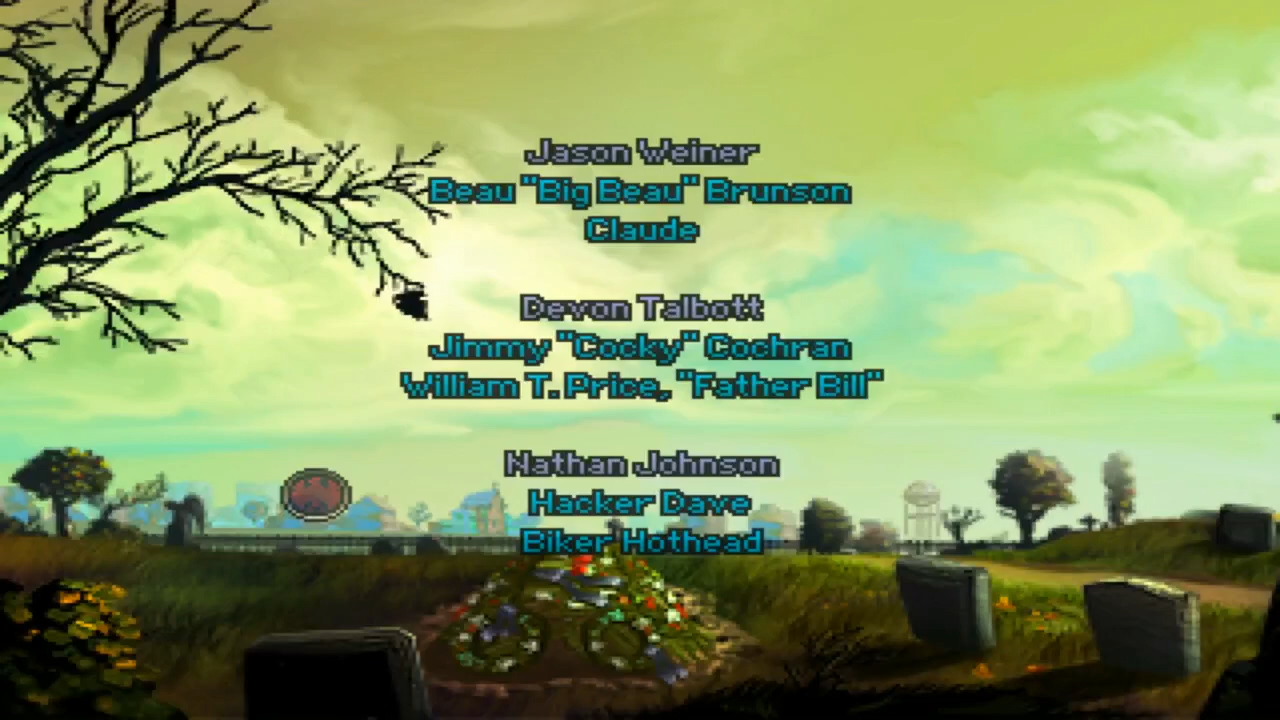 Jason Weiner
Beau "Big Beau" Brunson
Claude
Devon Talbott
Jimmy "Cocky" Cochran
William T. Price, "Father Bill"
Nathan Johnson
Hacker Dave
Biker Hothead